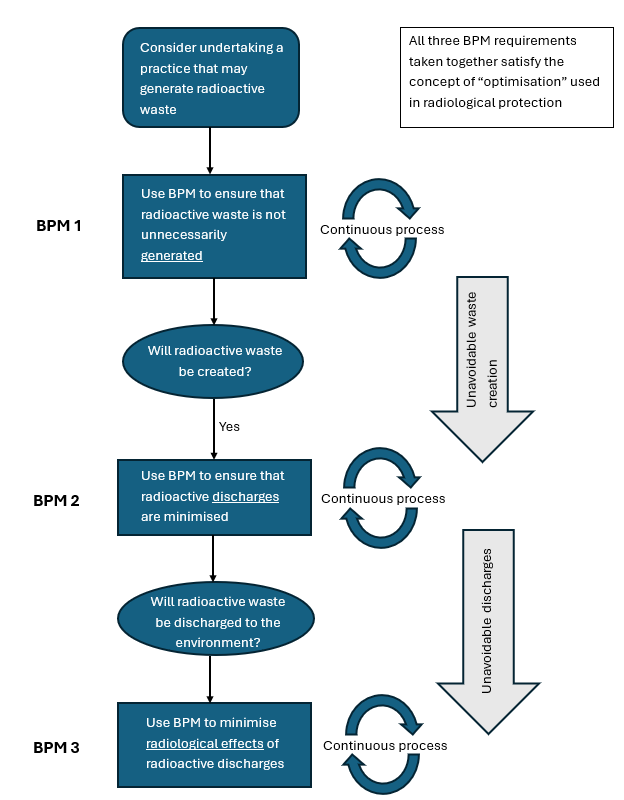 Consider undertaking a
practice that may
generate radioactive
waste
All three BPM requirements
taken together satisfy the
concept of “optimisation” used
in radiological protection
BPM 1
Use BPM to ensure that
radioactive waste is not
unnecessarily
generated
Continuous process
Will radioactive waste
be created?
Unavoidable waste
creation
Yes
BPM 2
Use BPM to ensure that
radioactive discharges
are minimised
Continuous process
Will radioactive waste
be discharged to the
environment?
Unavoidable discharges
BPM 3
Use BPM to minimise
radiological effects of
radioactive discharges
Continuous process